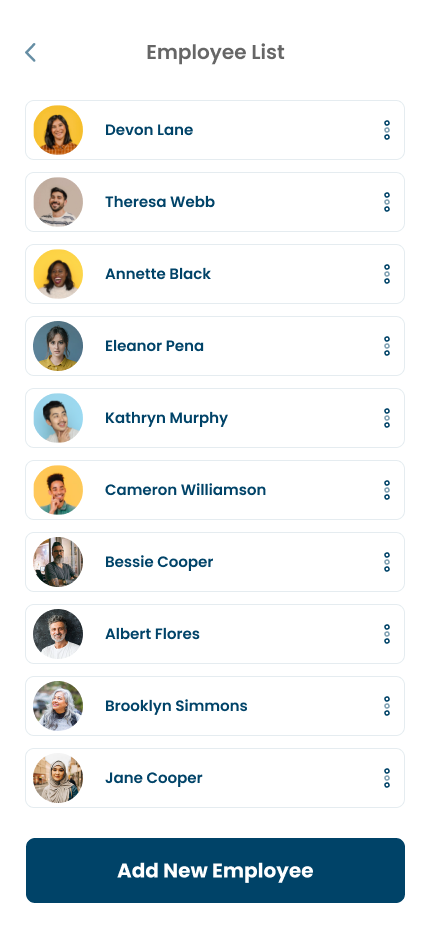 Employee List
Devon Lane
Theresa Webb
Annette Black
Eleanor Pena
Kathryn Murphy
Cameron Williamson
Bessie Cooper
Albert Flores
Brooklyn Simmons
Jane Cooper
Add New Employee